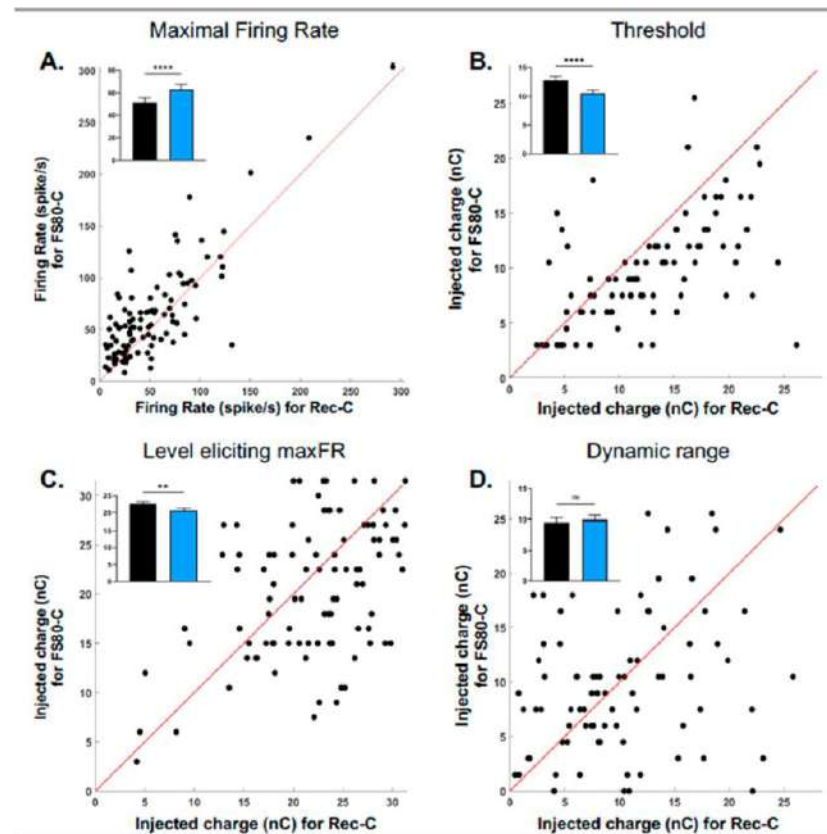 Maximal Firing Rate
A.
****
80
60
40
20
0
300
250
200
150
100
50
0
Firing Rate (spike/s)
for FS80-C
0 50 100 150 200 250 300
Firing Rate (spike/s) for Rec-C
Threshold
B.
****
15
10
5
0
25
20
15
10
5
0
Injected charge (nC)
for FS80-C
0 5 10 15 20 25
Injected charge (nC) for Rec-C
Level eliciting maxFR
C.
**
25
20
15
10
5
0
30
25
20
15
10
5
0
Injected charge (nC)
for FS80-C
0 5 10 15 20 25 30
Injected charge (nC) for Rec-C
Dynamic range
D.
ns
15
10
5
0
25
20
15
10
5
0
Injected charge (nC)
for FS80-C
0 5 10 15 20 25
Injected charge (nC) for Rec-C